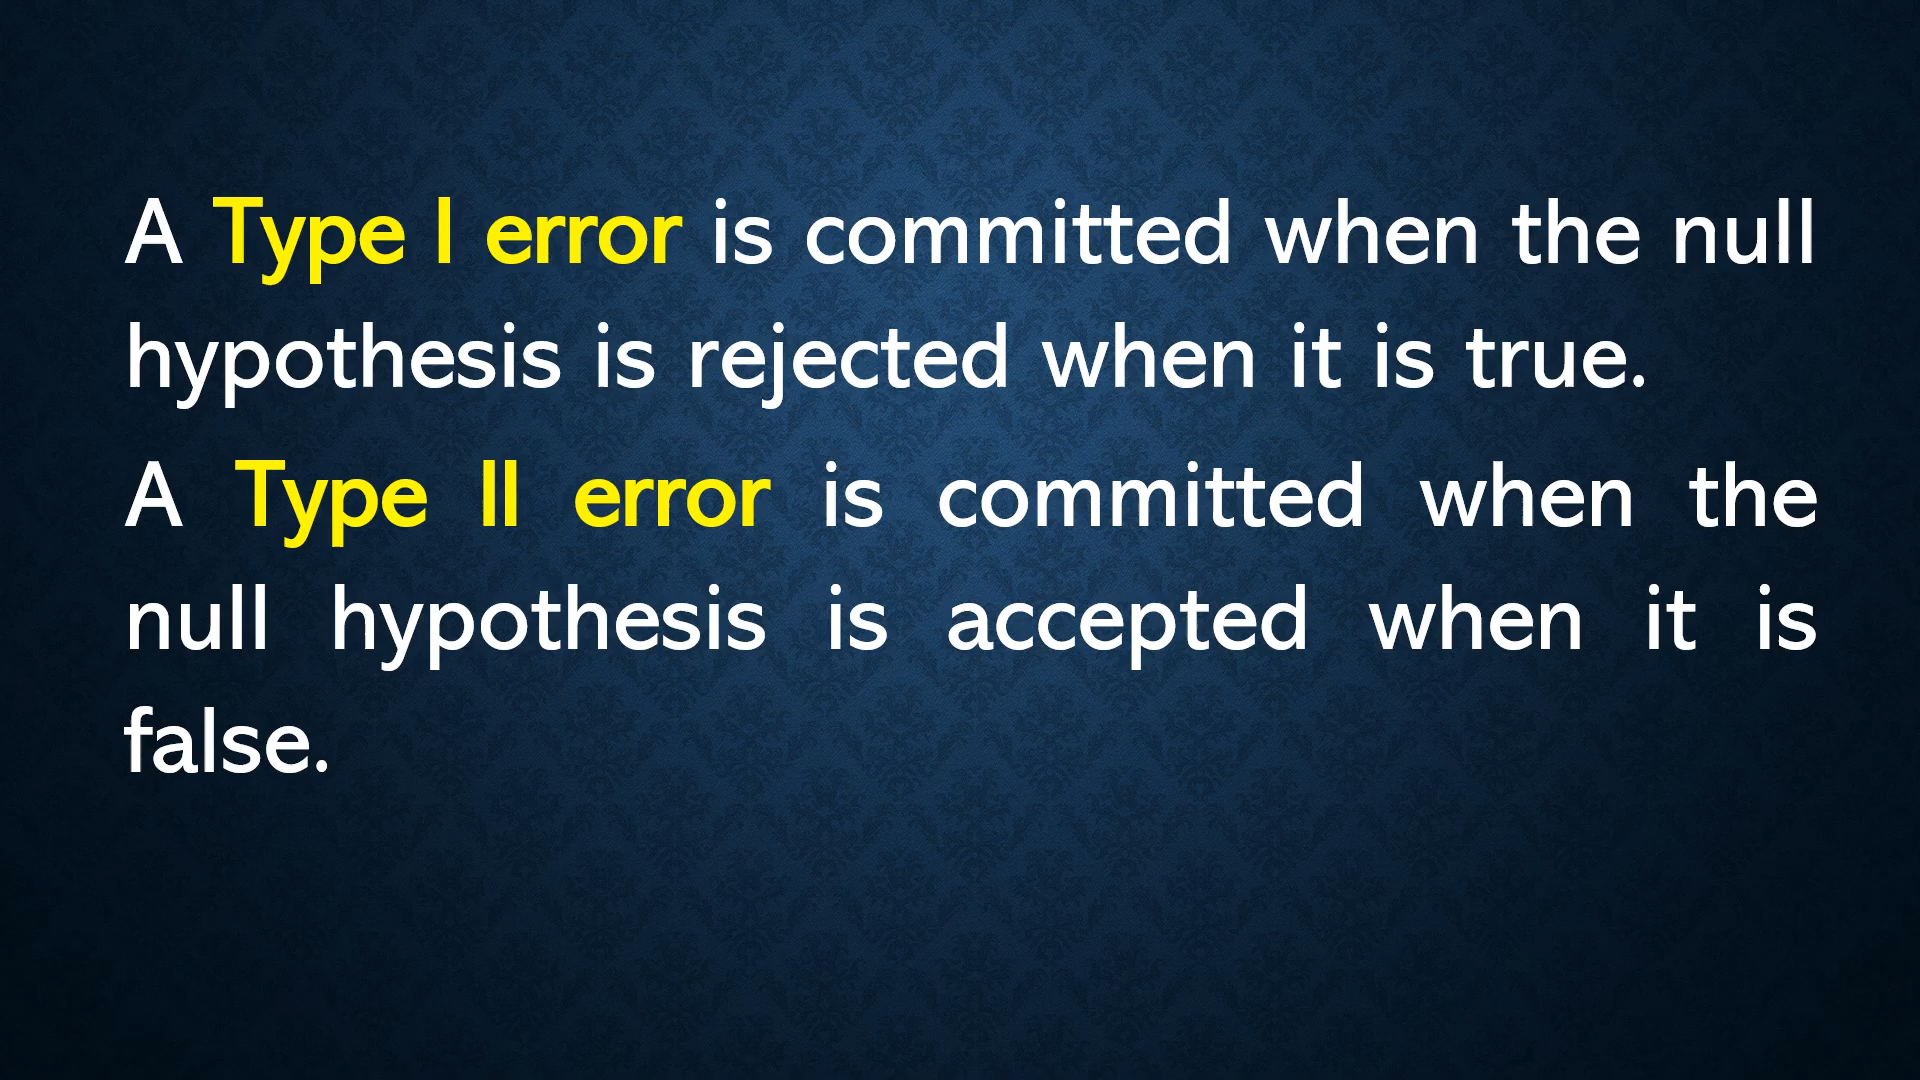 A Type I error is committed when the null
hypothesis is rejected when it is true.
A Type II error is committed when the
null hypothesis is accepted when it is
false.